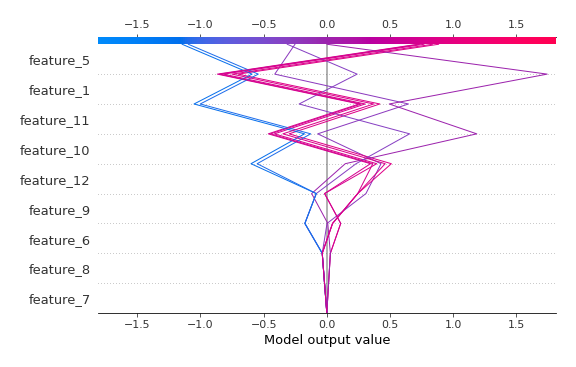 −1.5 −1.0 −0.5 0.0 0.5 1.0 1.5
feature_5
feature_1
feature_11
feature_10
feature_12
feature_9
feature_6
feature_8
feature_7
−1.5 −1.0 −0.5 0.0 0.5 1.0 1.5
Model output value